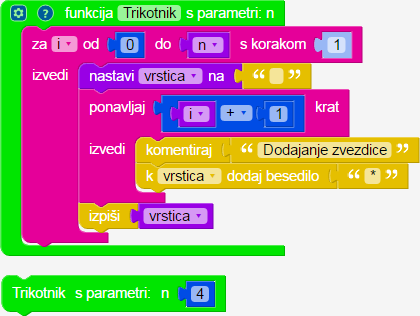 ? funkcija Trikotnik s parametri: n
za i od 0 do n s korakom 1
izvedi nastavi vrstica na “ ”
ponavljaj i + 1 krat
izvedi komentiraj “ Dodajanje zvezdice ”
k vrstica dodaj besedilo “ * ”
izpiši vrstica
Trikotnik s parametri: n 4